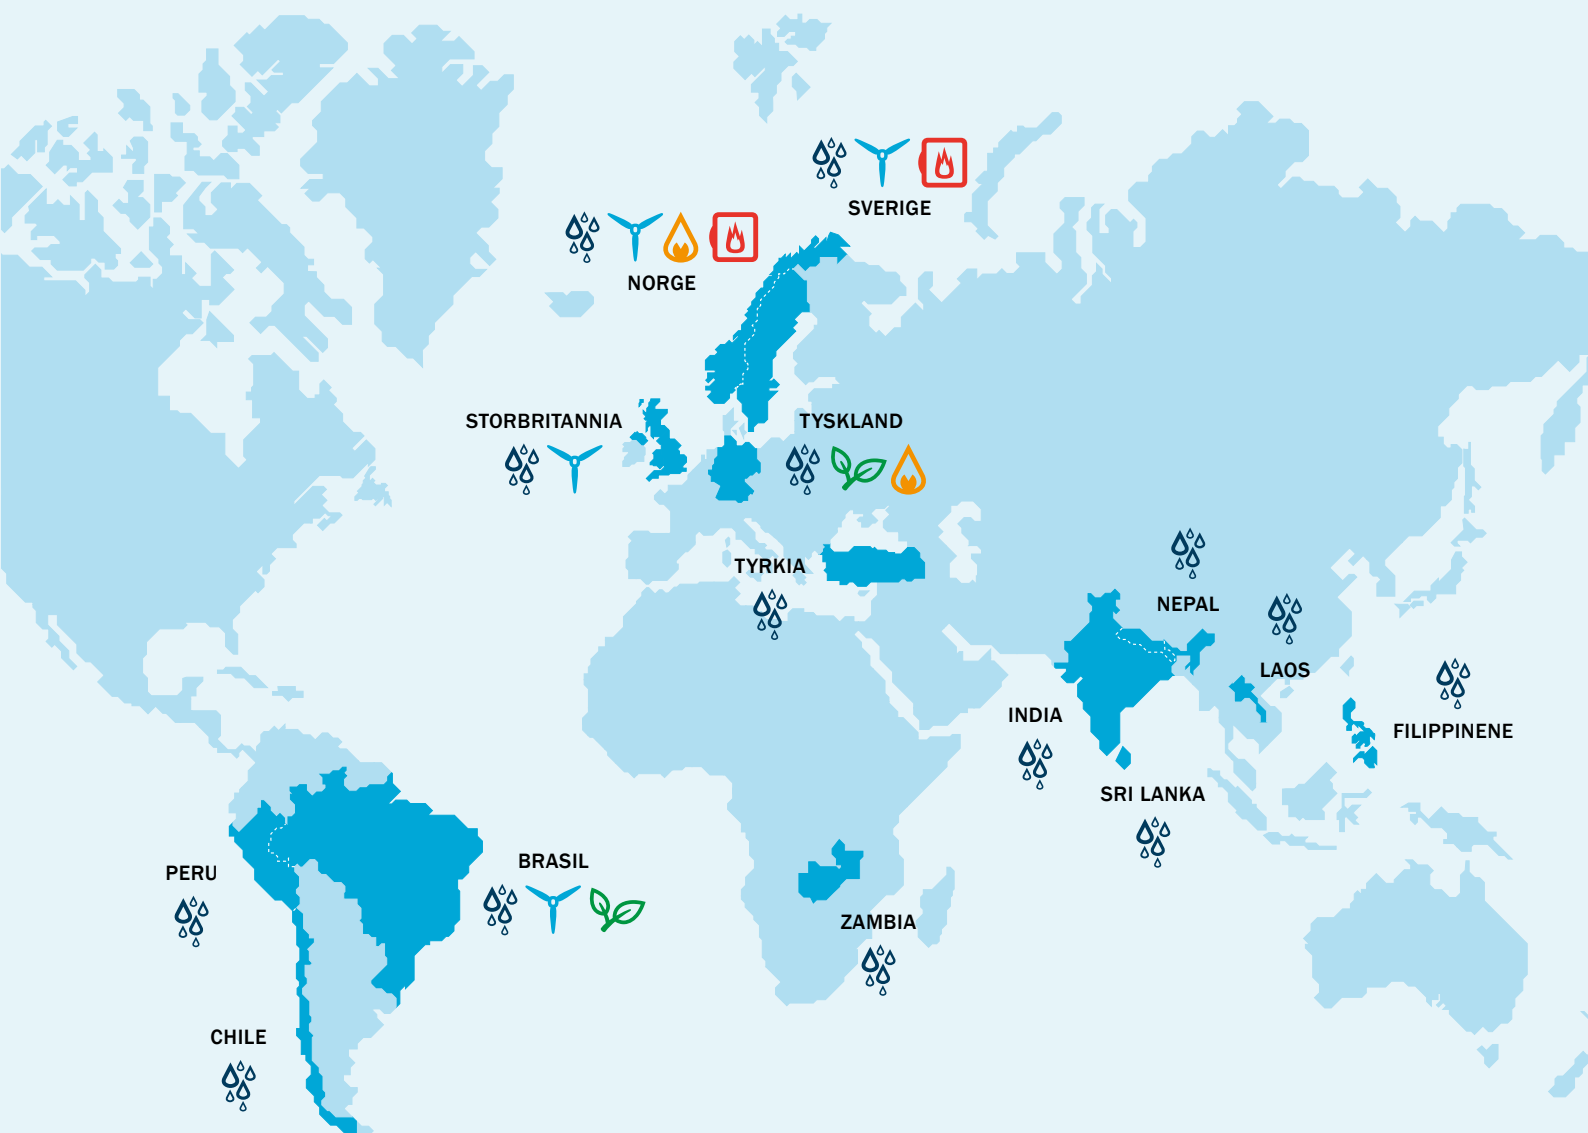 SVERIGE
NORGE
STORBRITANNIA
TYSKLAND
TYRKIA
NEPAL
LAOS
INDIA
FILIPPINENE
SRI LANKA
BRASIL
PERU
ZAMBIA
CHILE